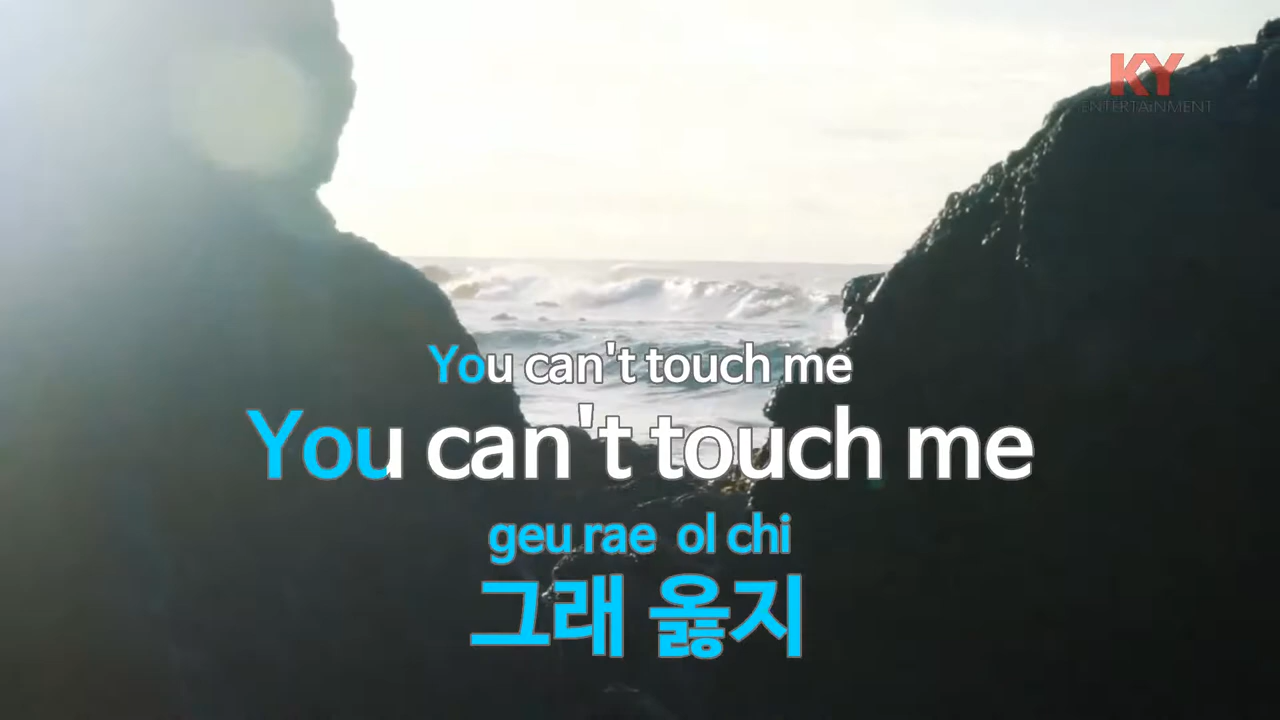 KY
ENTERTAINMENT
You can't touch me
You can't touch me
geu rae ol chi
그래 옳지